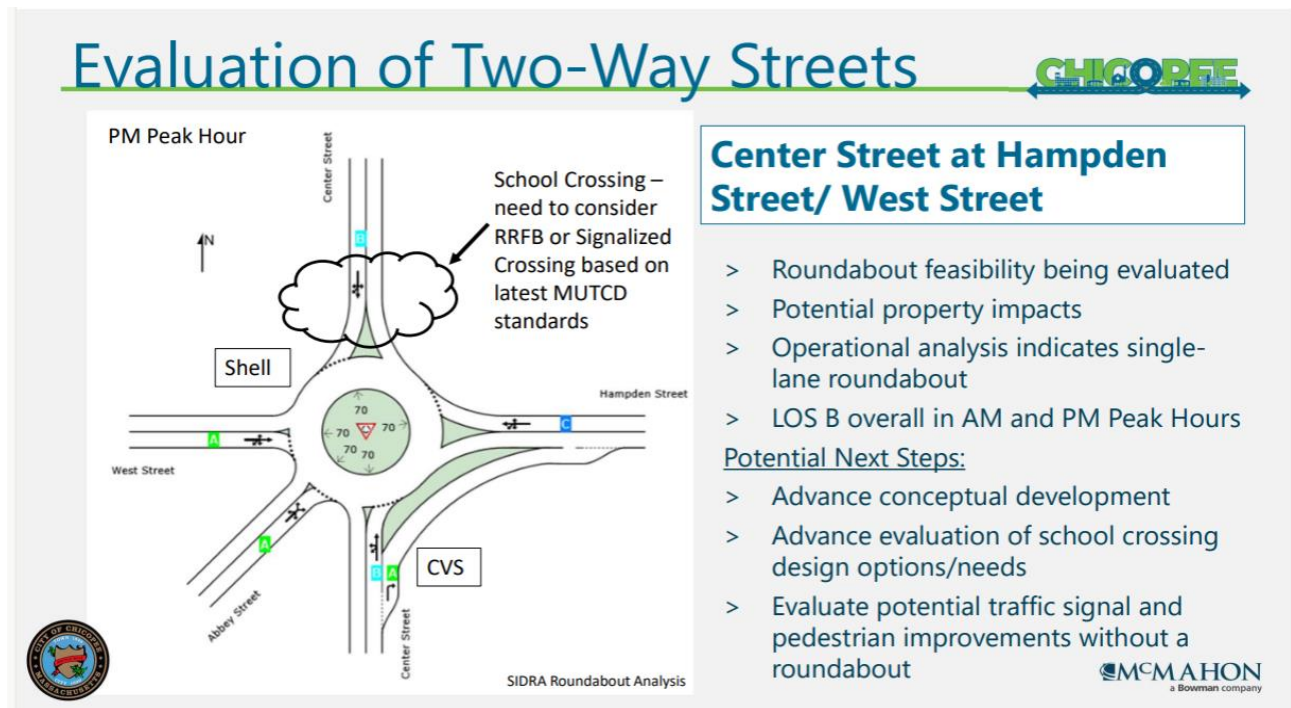 Evaluation of Two-Way Streets
CHICOPEE
PM Peak Hour
Center Street
N
School Crossing –
need to consider
RRFB or Signalized
Crossing based on
latest MUTCD
standards
B
Shell
Hampden Street
70
70
70
70
70
A
C
West Street
A
Abbey Street
B
A
CVS
Center Street
SIDRA Roundabout Analysis
CITY OF CHICOPEE
MASSACHUSETTS
Center Street at Hampden
Street/ West Street
> Roundabout feasibility being evaluated
> Potential property impacts
> Operational analysis indicates single-
lane roundabout
> LOS B overall in AM and PM Peak Hours
Potential Next Steps:
> Advance conceptual development
> Advance evaluation of school crossing
design options/needs
> Evaluate potential traffic signal and
pedestrian improvements without a
roundabout
McMAHON
a Bowman company